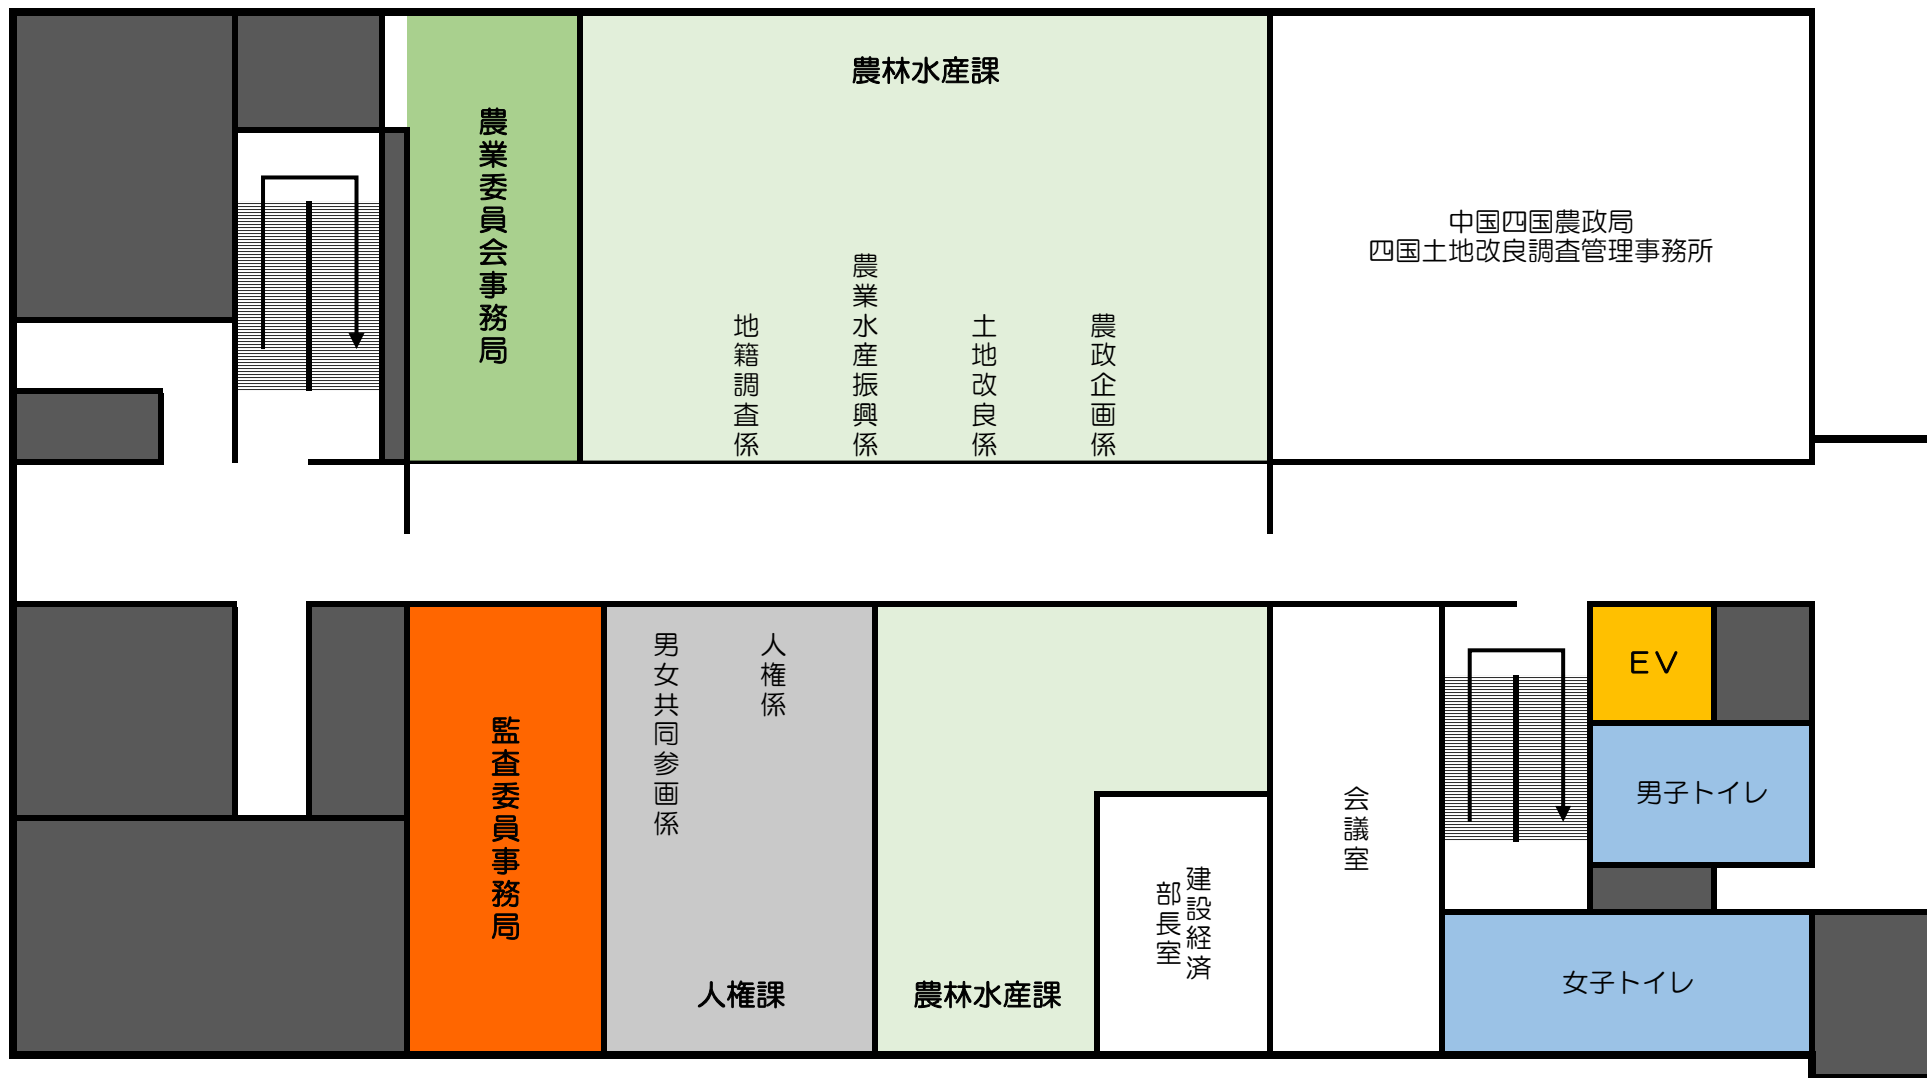 農林水産課
農業委員会事務局
中国四国農政局
四国土地改良調査管理事務所
地籍調査係
農業水産振興係
土地改良係
農政企画係
監査委員事務局
男女共同参画係
人権係
人権課
農林水産課
建設経済
部長室
会議室
EV
男子トイレ
女子トイレ